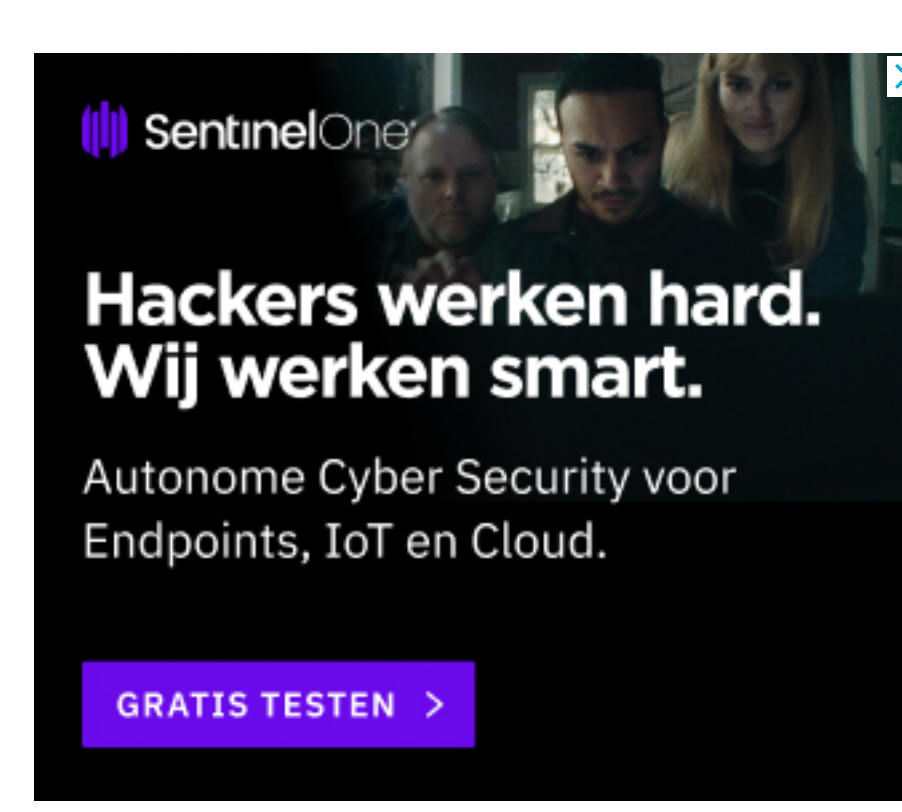 SentinelOne
Hackers werken hard.
Wij werken smart.
Autonome Cyber Security voor
Endpoints, IoT en Cloud.
GRATIS TESTEN >